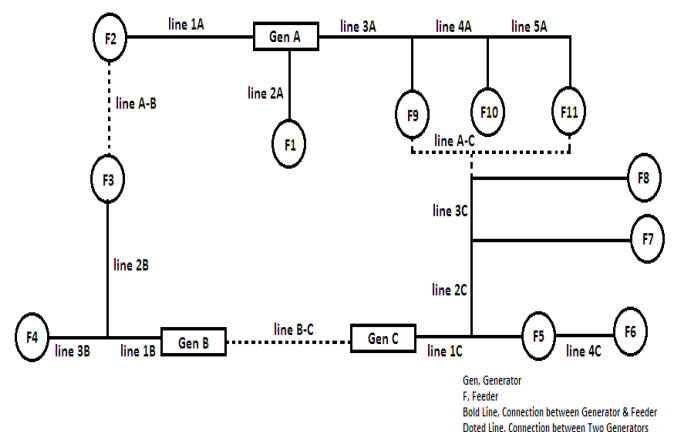 line 1A
F2
Gen A
line 3A
line 4A
line 5A
line A-B
line 2A
F9
F10
F11
F1
line A-C
F3
F8
line 3C
F7
line 2B
line 2C
F4
line 3B
line 1B
Gen B
line B-C
Gen C
line 1C
F5
line 4C
F6
Gen, Generator
F, Feeder
Bold Line, Connection between Generator & Feeder
Doted Line, Connection between Two Generators